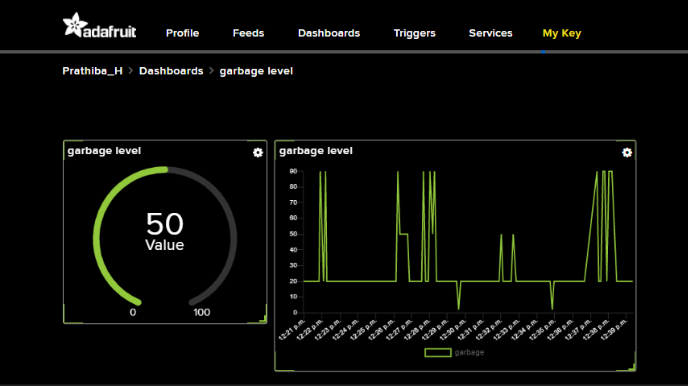 adafruit
Profile Feeds Dashboards Triggers Services My Key
Prathiba_H > Dashboards > garbage level
garbage level
50
Value
0 100
garbage level
90
80
70
60
50
40
30
20
10
0
12:21 p.m. 12:22 p.m. 12:23 p.m. 12:24 p.m. 12:25 p.m. 12:26 p.m. 12:27 p.m. 12:28 p.m. 12:29 p.m. 12:30 p.m. 12:31 p.m. 12:32 p.m. 12:33 p.m. 12:34 p.m. 12:35 p.m. 12:36 p.m. 12:37 p.m. 12:38 p.m. 12:39 p.m.
garbage